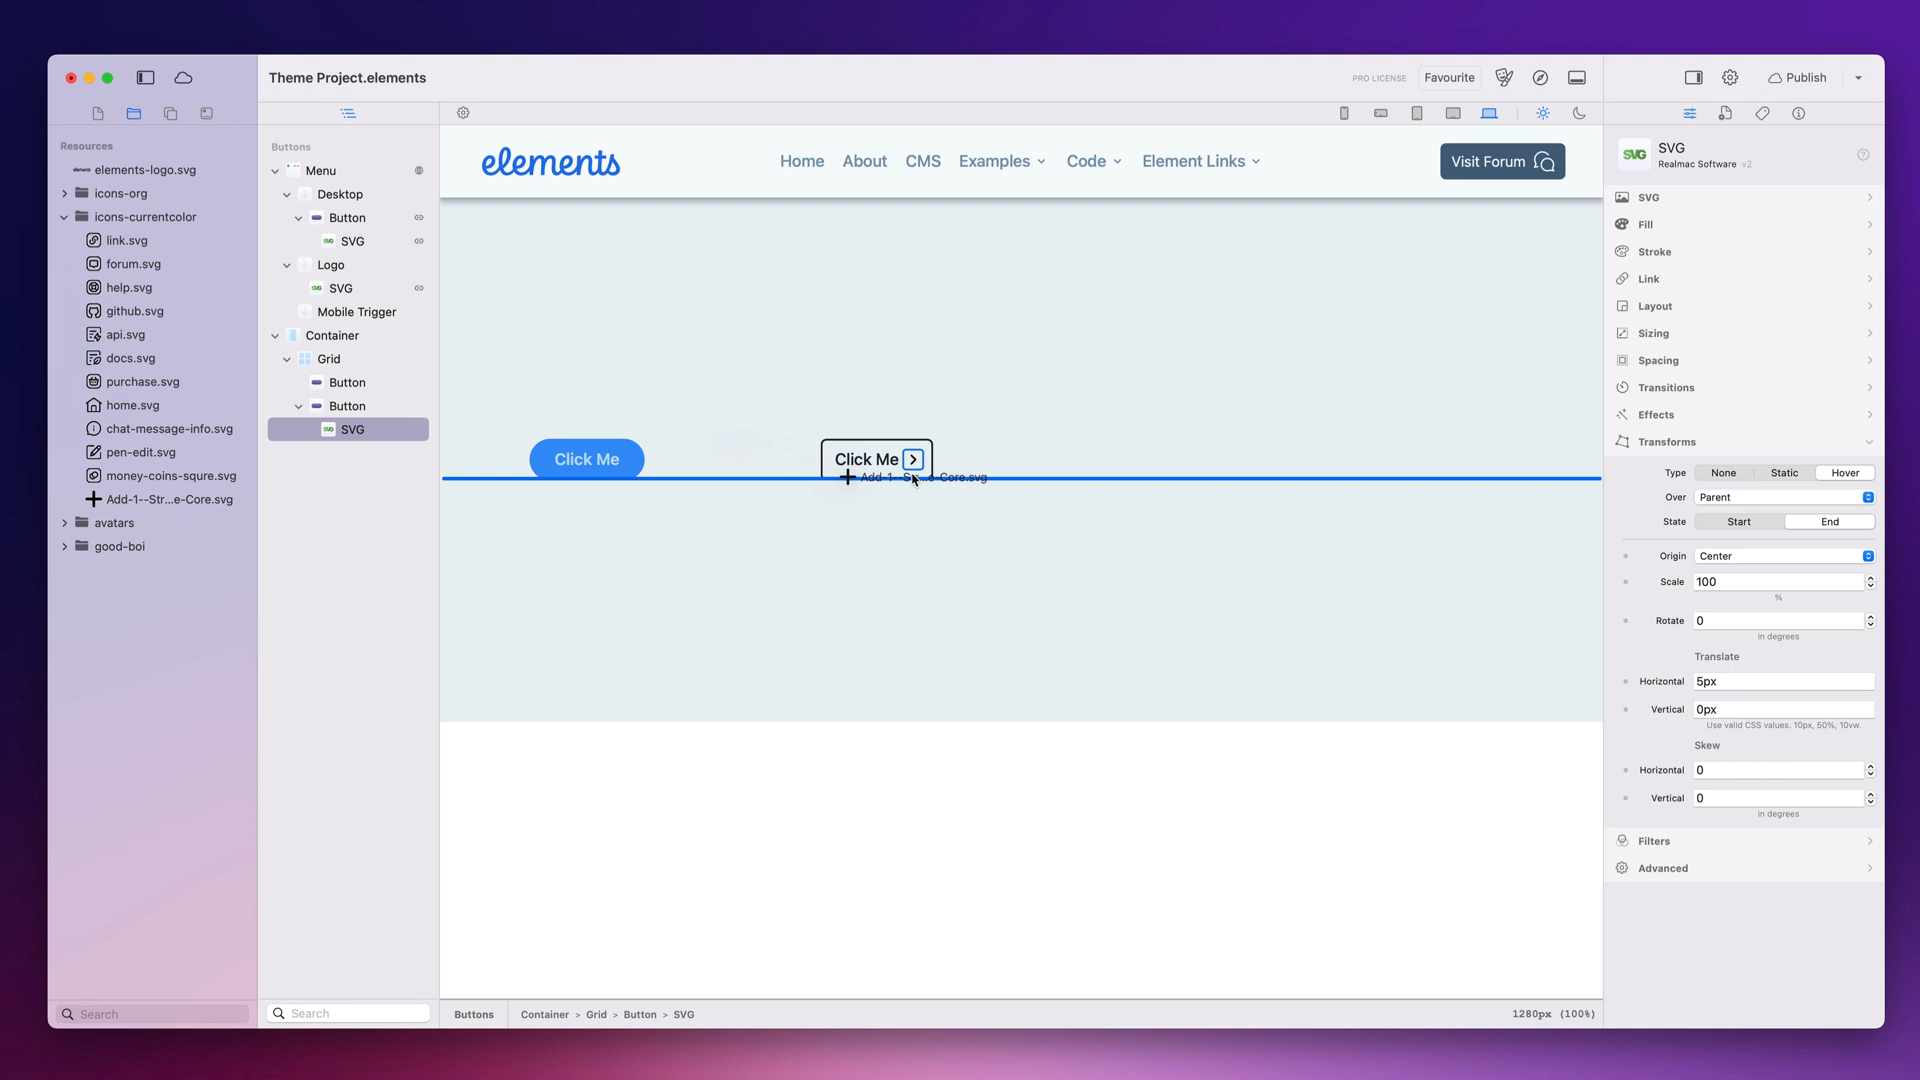 Theme Project.elements
PRO LICENSE
Favourite
Publish
Resources
elements-logo.svg
icons-org
icons-currentcolor
link.svg
forum.svg
help.svg
github.svg
api.svg
docs.svg
purchase.svg
home.svg
chat-message-info.svg
pen-edit.svg
money-coins-squre.svg
Add-1--Str...e-Core.svg
avatars
good-boi
Search
Buttons
Menu
Desktop
Button
SVG
Logo
SVG
Mobile Trigger
Container
Grid
Button
Button
SVG
Search
elements
Home
About
CMS
Examples
Code
Element Links
Visit Forum
Click Me
Click Me
Add-1--Str...e-Core.svg
Buttons
Container > Grid > Button > SVG
1280px (100%)
SVG
SVG
Realmac Software v2
SVG
Fill
Stroke
Link
Layout
Sizing
Spacing
Transitions
Effects
Transforms
Type None Static Hover
Over Parent
State Start End
Origin Center
Scale 100
%
Rotate 0
in degrees
Translate
Horizontal 5px
Vertical 0px
Use valid CSS values. 10px, 50%, 10vw.
Skew
Horizontal 0
Vertical 0
in degrees
Filters
Advanced